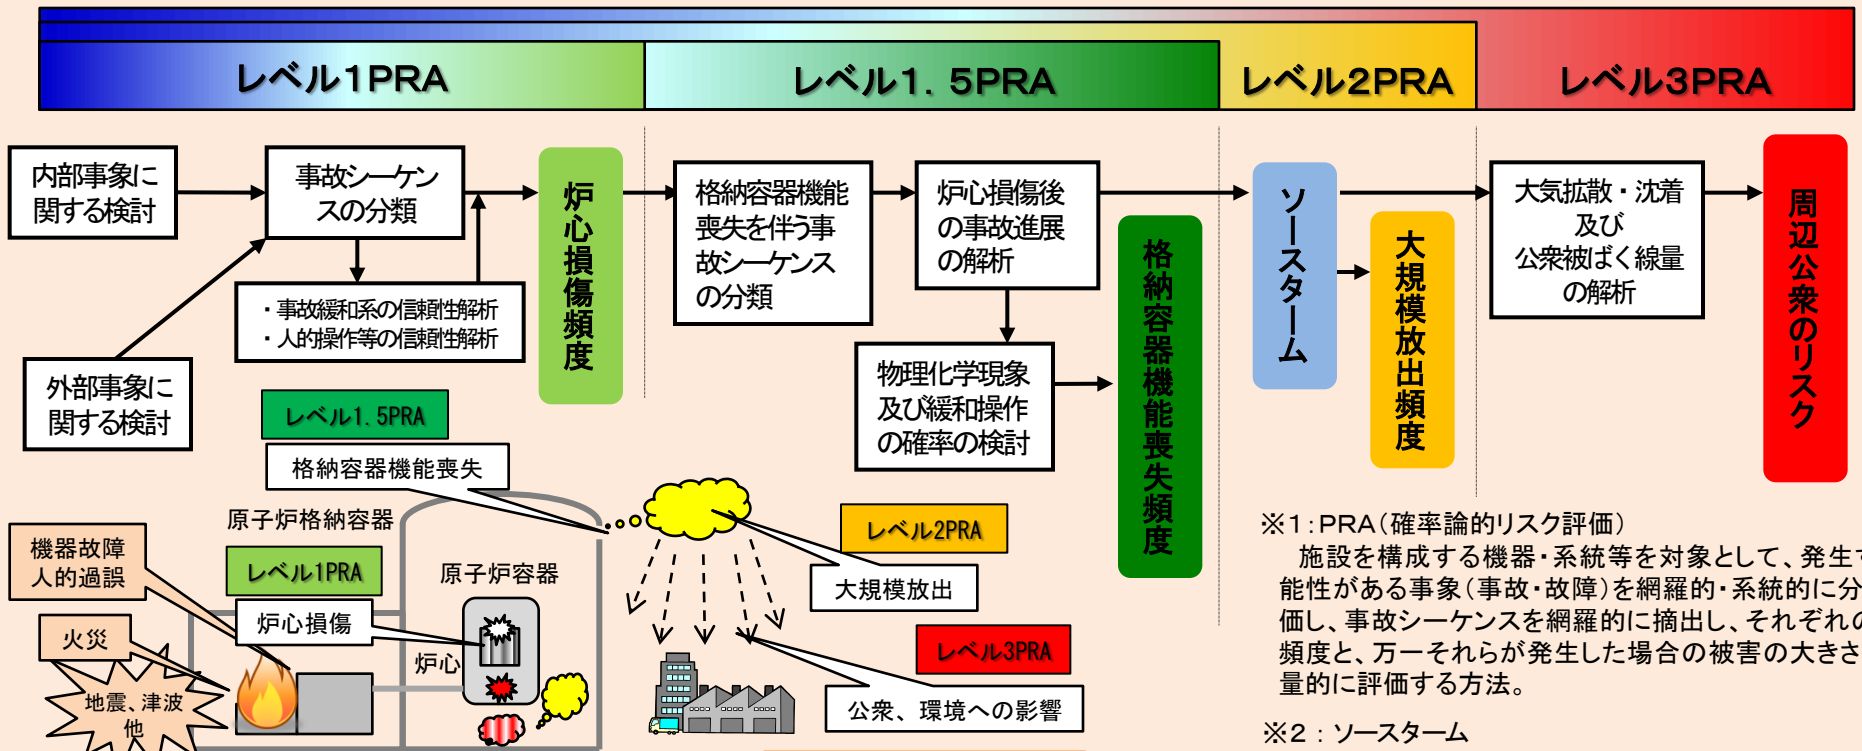 レベル1PRA
レベル1.5PRA
レベル2PRA
レベル3PRA
内部事象に
関する検討
事故シーケン
スの分類
・事故緩和系の信頼性解析
・人的操作等の信頼性解析
外部事象に
関する検討
炉心損傷頻度
格納容器機能
喪失を伴う事
故シーケンス
の分類
炉心損傷後
の事故進展
の解析
物理化学現象
及び緩和操作
の確率の検討
格納容器機能喪失頻度
ソースターム
大規模放出頻度
大気拡散・沈着
及び
公衆被ばく線量
の解析
周辺公衆のリスク
レベル1.5PRA
格納容器機能喪失
原子炉格納容器
機器故障
人的過誤
レベル1PRA
原子炉容器
炉心損傷
火災
炉心
地震、津波
他
レベル2PRA
大規模放出
レベル3PRA
公衆、環境への影響
※1:PRA(確率論的リスク評価)
施設を構成する機器・系統等を対象として、発生す
能性がある事象(事故・故障)を網羅的・系統的に分
価し、事故シーケンスを網羅的に摘出し、それぞれの
頻度と、万一それらが発生した場合の被害の大きさ
量的に評価する方法。
※2:ソースターム